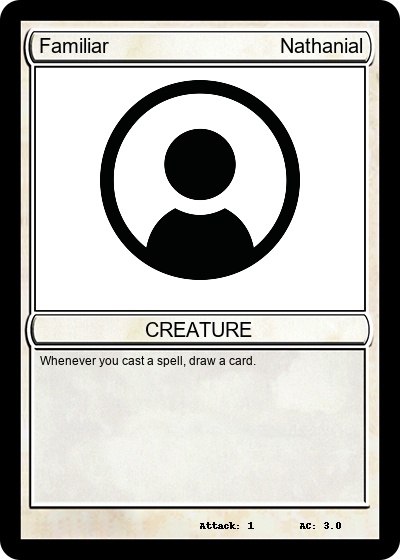 Familiar Nathanial
CREATURE
Whenever you cast a spell, draw a card.
Attack: 1 AC: 3.0